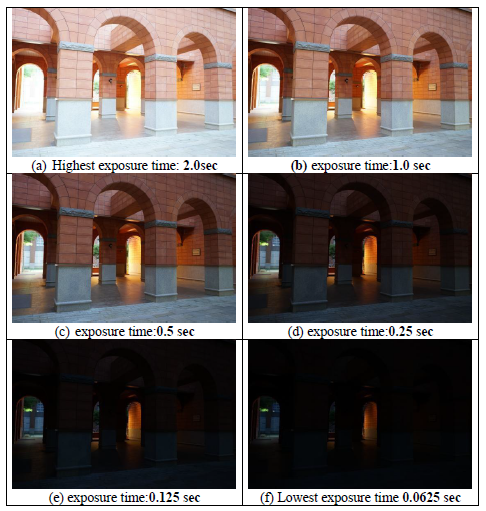 (a) Highest exposure time: 2.0sec
(b) exposure time:1.0 sec
(c) exposure time:0.5 sec
(d) exposure time:0.25 sec
(e) exposure time:0.125 sec
(f) Lowest exposure time 0.0625 sec